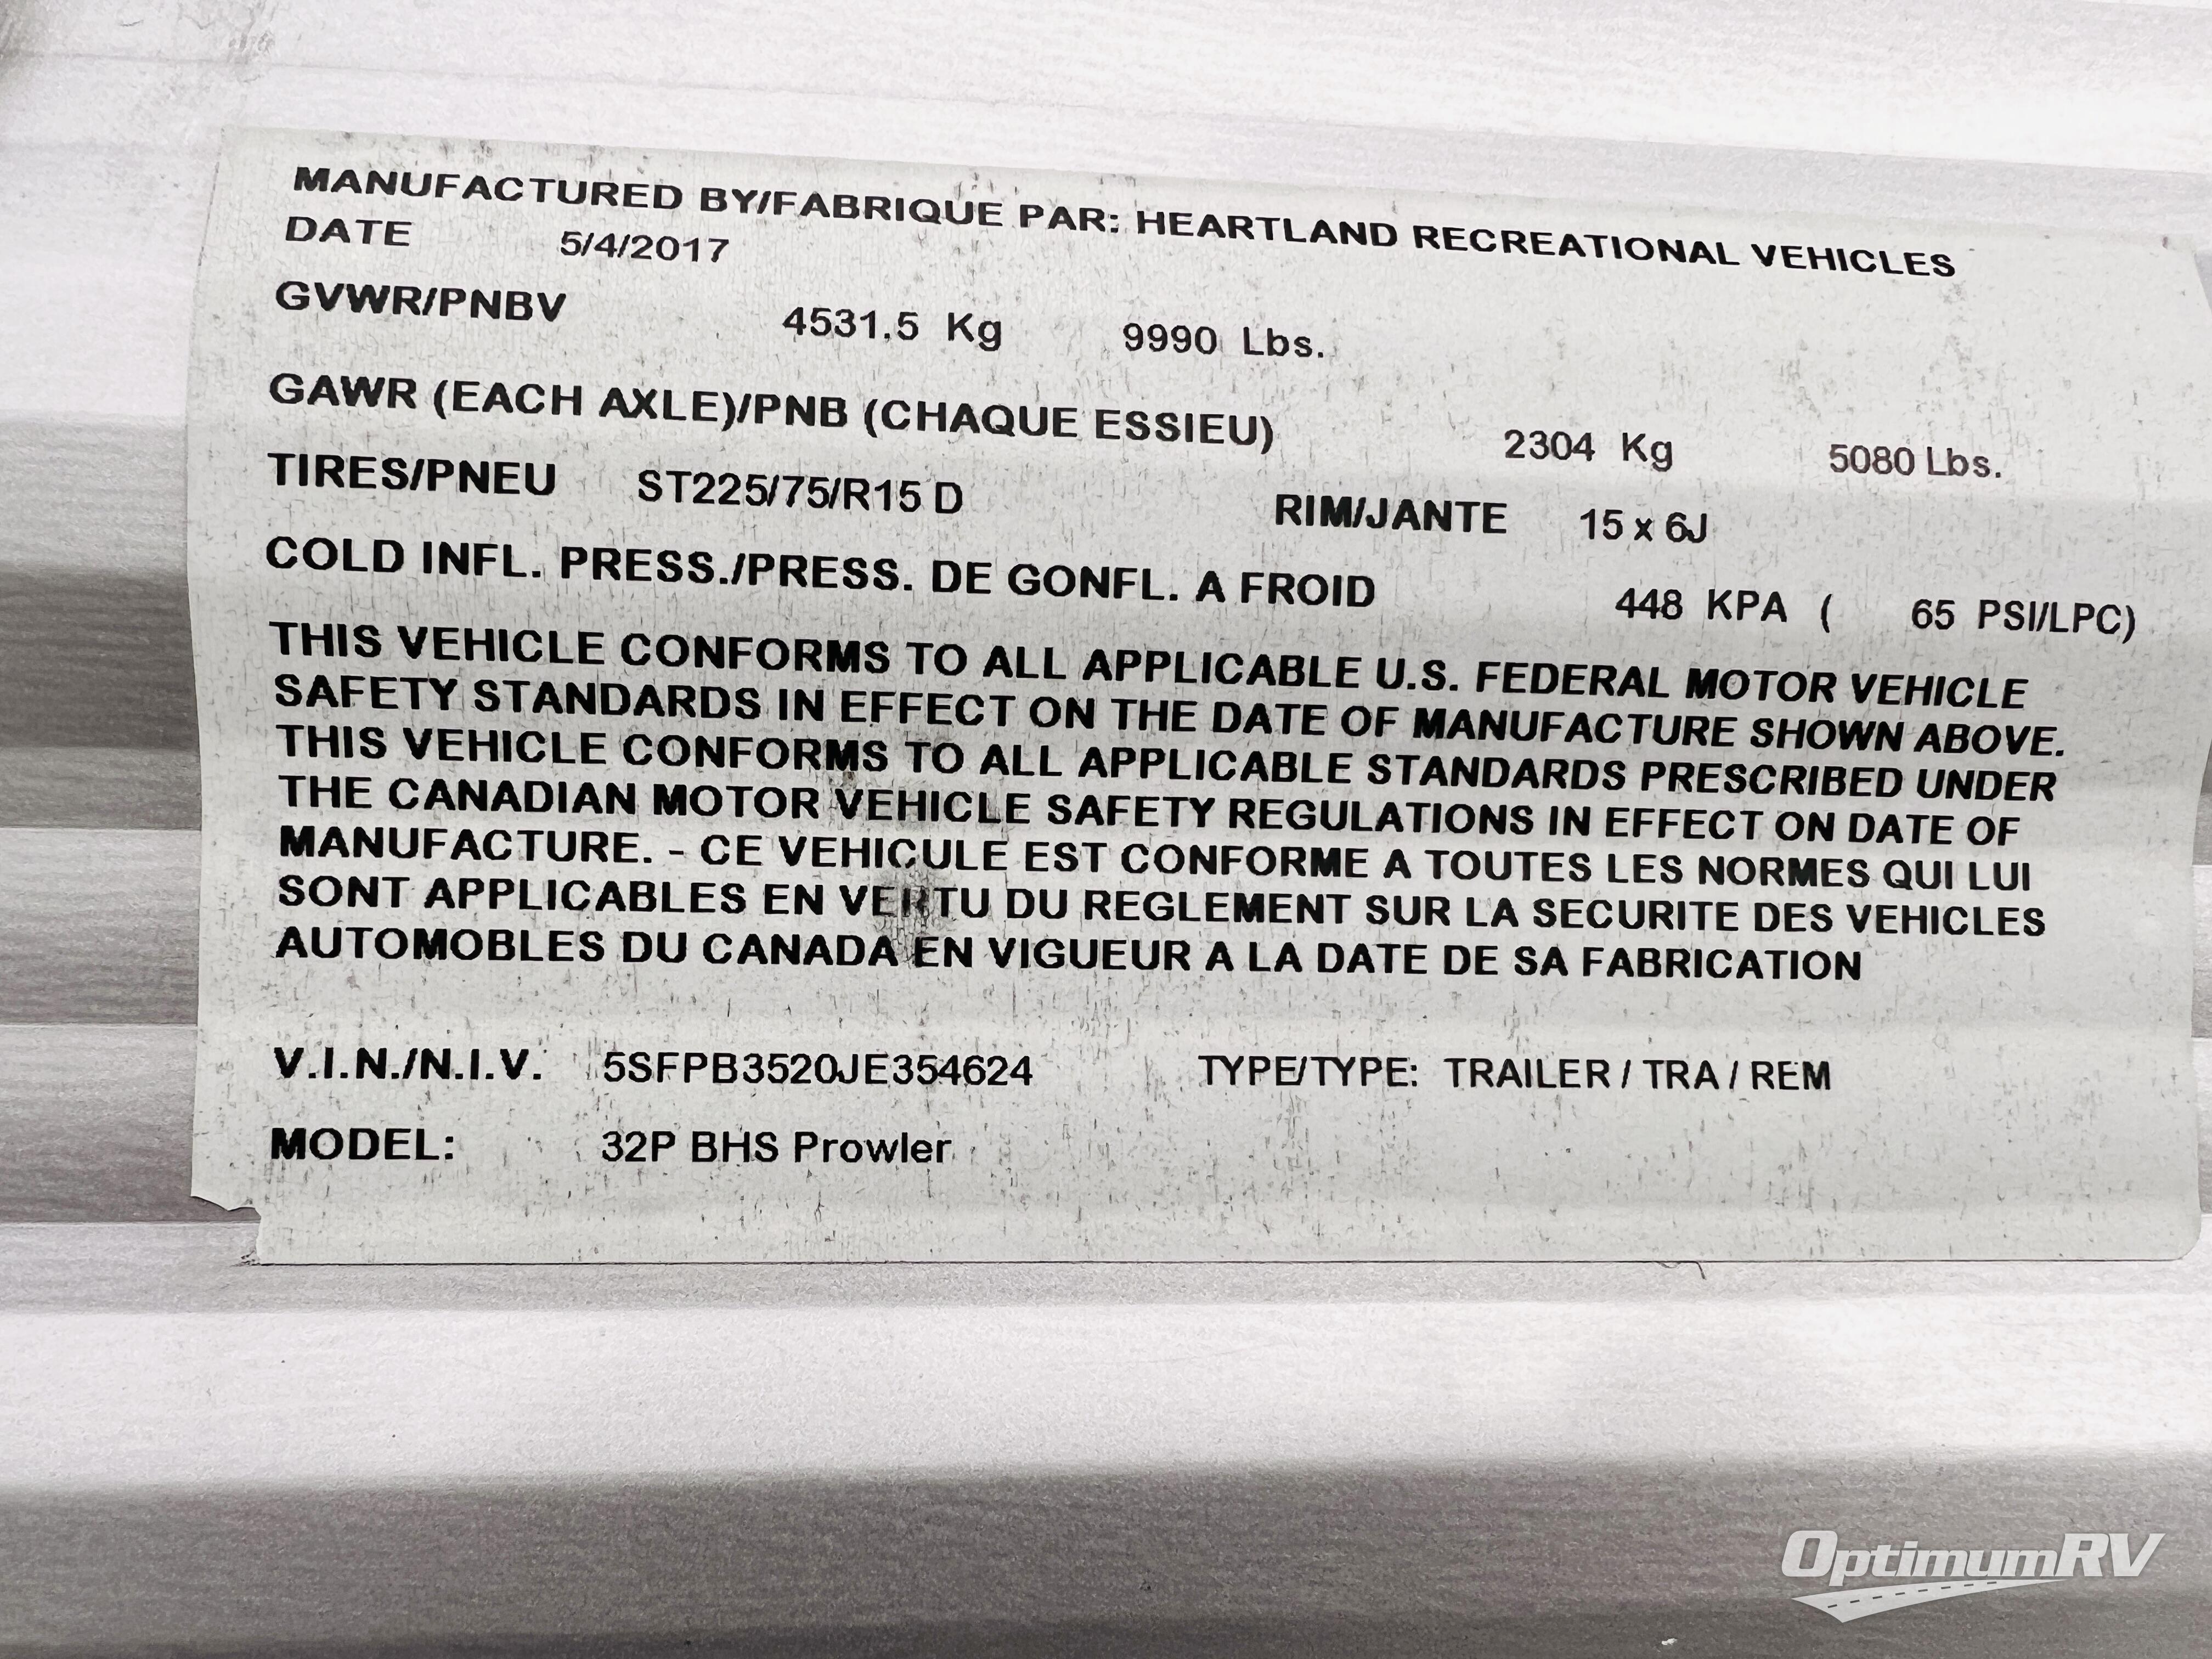 MANUFACTURED BY/FABRIQUE PAR: HEARTLAND RECREATIONAL VEHICLES
DATE 5/4/2017
GVWR/PNBV 4531.5 Kg 9990 Lbs.
GAWR (EACH AXLE)/PNB (CHAQUE ESSIEU) 2304 Kg 5080 Lbs.
TIRES/PNEU ST225/75/R15 D RIM/JANTE 15 x 6J
COLD INFL. PRESS./PRESS. DE GONFL. A FROID 448 KPA ( 65 PSI/LPC)
THIS VEHICLE CONFORMS TO ALL APPLICABLE U.S. FEDERAL MOTOR VEHICLE
SAFETY STANDARDS IN EFFECT ON THE DATE OF MANUFACTURE SHOWN ABOVE.
THIS VEHICLE CONFORMS TO ALL APPLICABLE STANDARDS PRESCRIBED UNDER
THE CANADIAN MOTOR VEHICLE SAFETY REGULATIONS IN EFFECT ON DATE OF
MANUFACTURE. - CE VEHICULE EST CONFORME A TOUTES LES NORMES QUI LUI
SONT APPLICABLES EN VERTU DU REGLEMENT SUR LA SECURITE DES VEHICLES
AUTOMOBLES DU CANADA EN VIGUEUR A LA DATE DE SA FABRICATION
V.I.N./N.I.V. 5SFPB3520JE354624 TYPE/TYPE: TRAILER / TRA / REM
MODEL: 32P BHS Prowler
OptimumRV